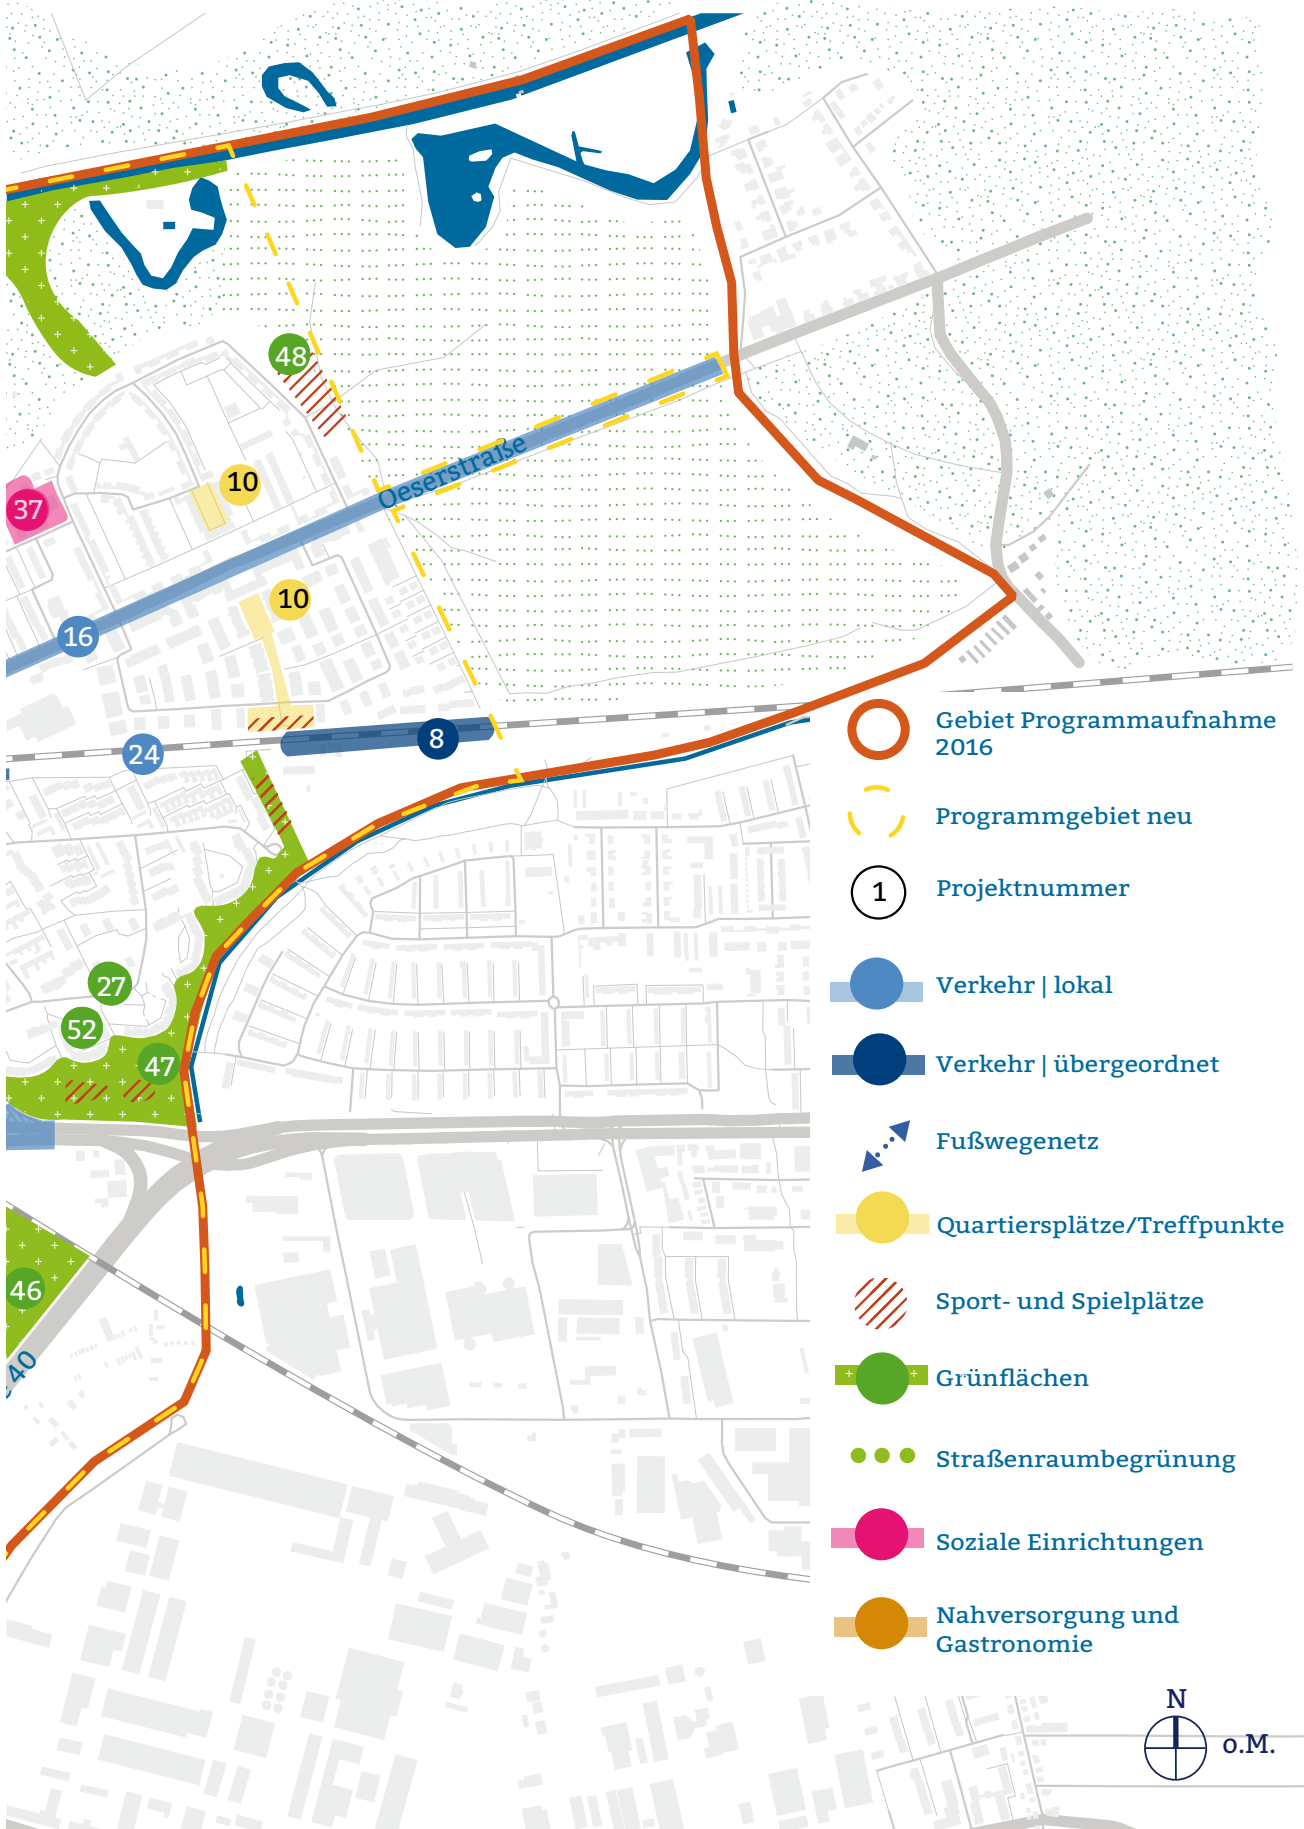 48
Oeserstraße
10
37
10
16
8
24
27
52
47
46
40
Gebiet Programmaufnahme
2016
Programmgebiet neu
1
Projektnummer
Verkehr | lokal
Verkehr | übergeordnet
Fußwegenetz
Quartiersplätze/Treffpunkte
Sport- und Spielplätze
Grünflächen
Straßenraumbegrünung
Soziale Einrichtungen
Nahversorgung und
Gastronomie
N
o.M.